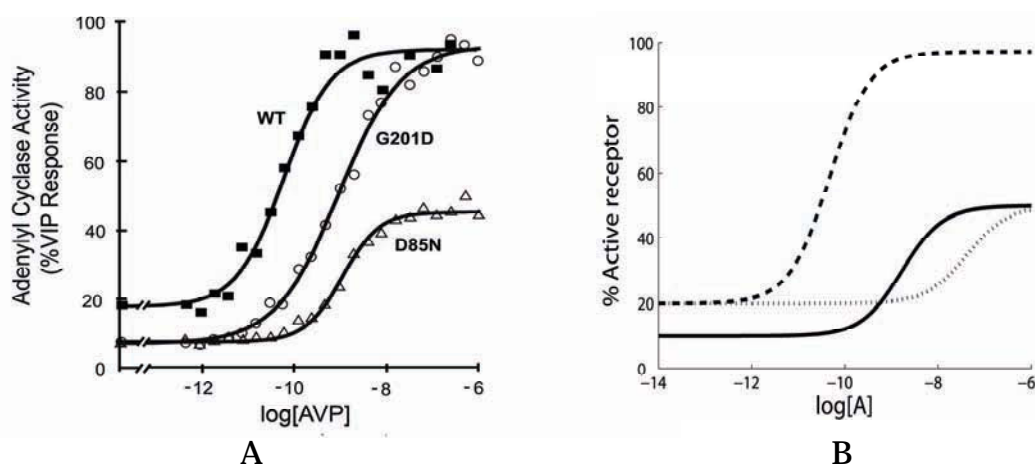 Adenylyl Cyclase Activity
(%VIP Response)
100
80
60
40
20
0
WT
G201D
D85N
-12
-10
-8
-6
log[AVP]
A
% Active receptor
100
80
60
40
20
0
-14
-12
-10
-8
-6
log[A]
B